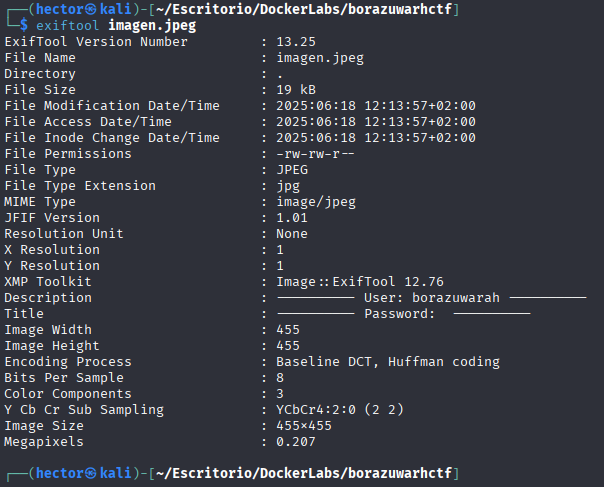 ┌──(hector㉿kali)-[~/Escritorio/DockerLabs/borazuwarhctf]
└─$ exiftool imagen.jpeg
ExifTool Version Number         : 13.25
File Name                       : imagen.jpeg
Directory                       : .
File Size                       : 19 kB
File Modification Date/Time     : 2025:06:18 12:13:57+02:00
File Access Date/Time           : 2025:06:18 12:13:57+02:00
File Inode Change Date/Time     : 2025:06:18 12:13:57+02:00
File Permissions                : -rw-rw-r--
File Type                       : JPEG
File Type Extension             : jpg
MIME Type                       : image/jpeg
JFIF Version                    : 1.01
Resolution Unit                 : None
X Resolution                    : 1
Y Resolution                    : 1
XMP Toolkit                     : Image::ExifTool 12.76
Description                     : ---------- User: borazuwarah ----------
Title                           : ---------- Password:  ----------
Image Width                     : 455
Image Height                    : 455
Encoding Process                : Baseline DCT, Huffman coding
Bits Per Sample                 : 8
Color Components                : 3
Y Cb Cr Sub Sampling            : YCbCr4:2:0 (2 2)
Image Size                      : 455×455
Megapixels                      : 0.207
┌──(hector㉿kali)-[~/Escritorio/DockerLabs/borazuwarhctf]